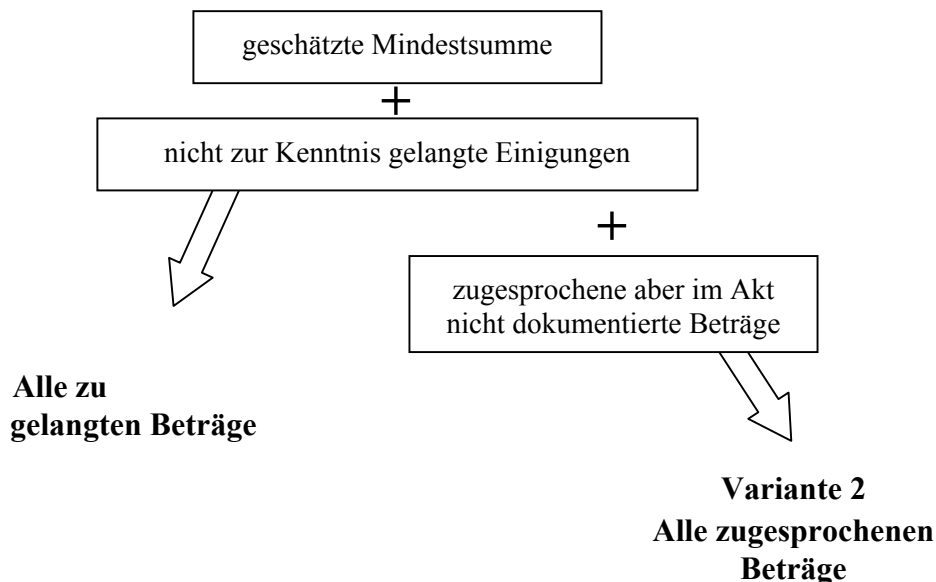 geschätzte Mindestsumme
+
nicht zur Kenntnis gelangte Einigungen
+
zugesprochene aber im Akt
nicht dokumentierte Beträge
Alle zu
gelangten Beträge
Variante 2
Alle zugesprochenen
Beträge